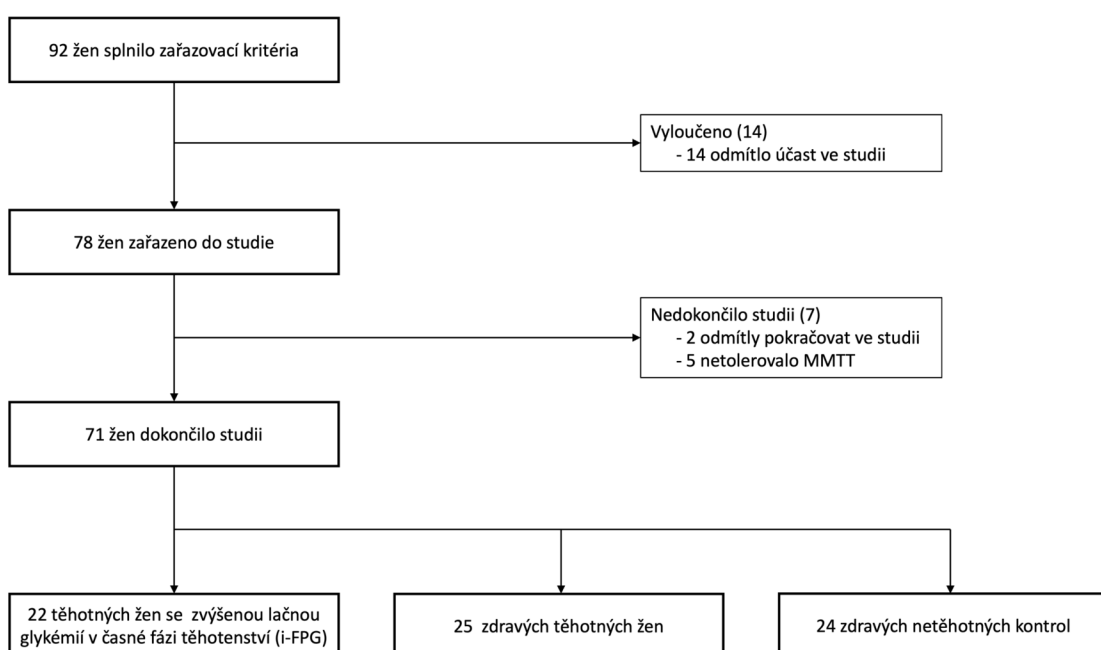 92 žen splnilo zařazovací kritéria
Vyloučeno (14)
- 14 odmítlo účast ve studii
78 žen zařazeno do studie
Nedokončilo studii (7)
- 2 odmítly pokračovat ve studii
- 5 netolerovalo MMTT
71 žen dokončilo studii
22 těhotných žen se zvýšenou lačnou
glykémií v časné fázi těhotenství (i-FPG)
25 zdravých těhotných žen
24 zdravých netěhotných kontrol